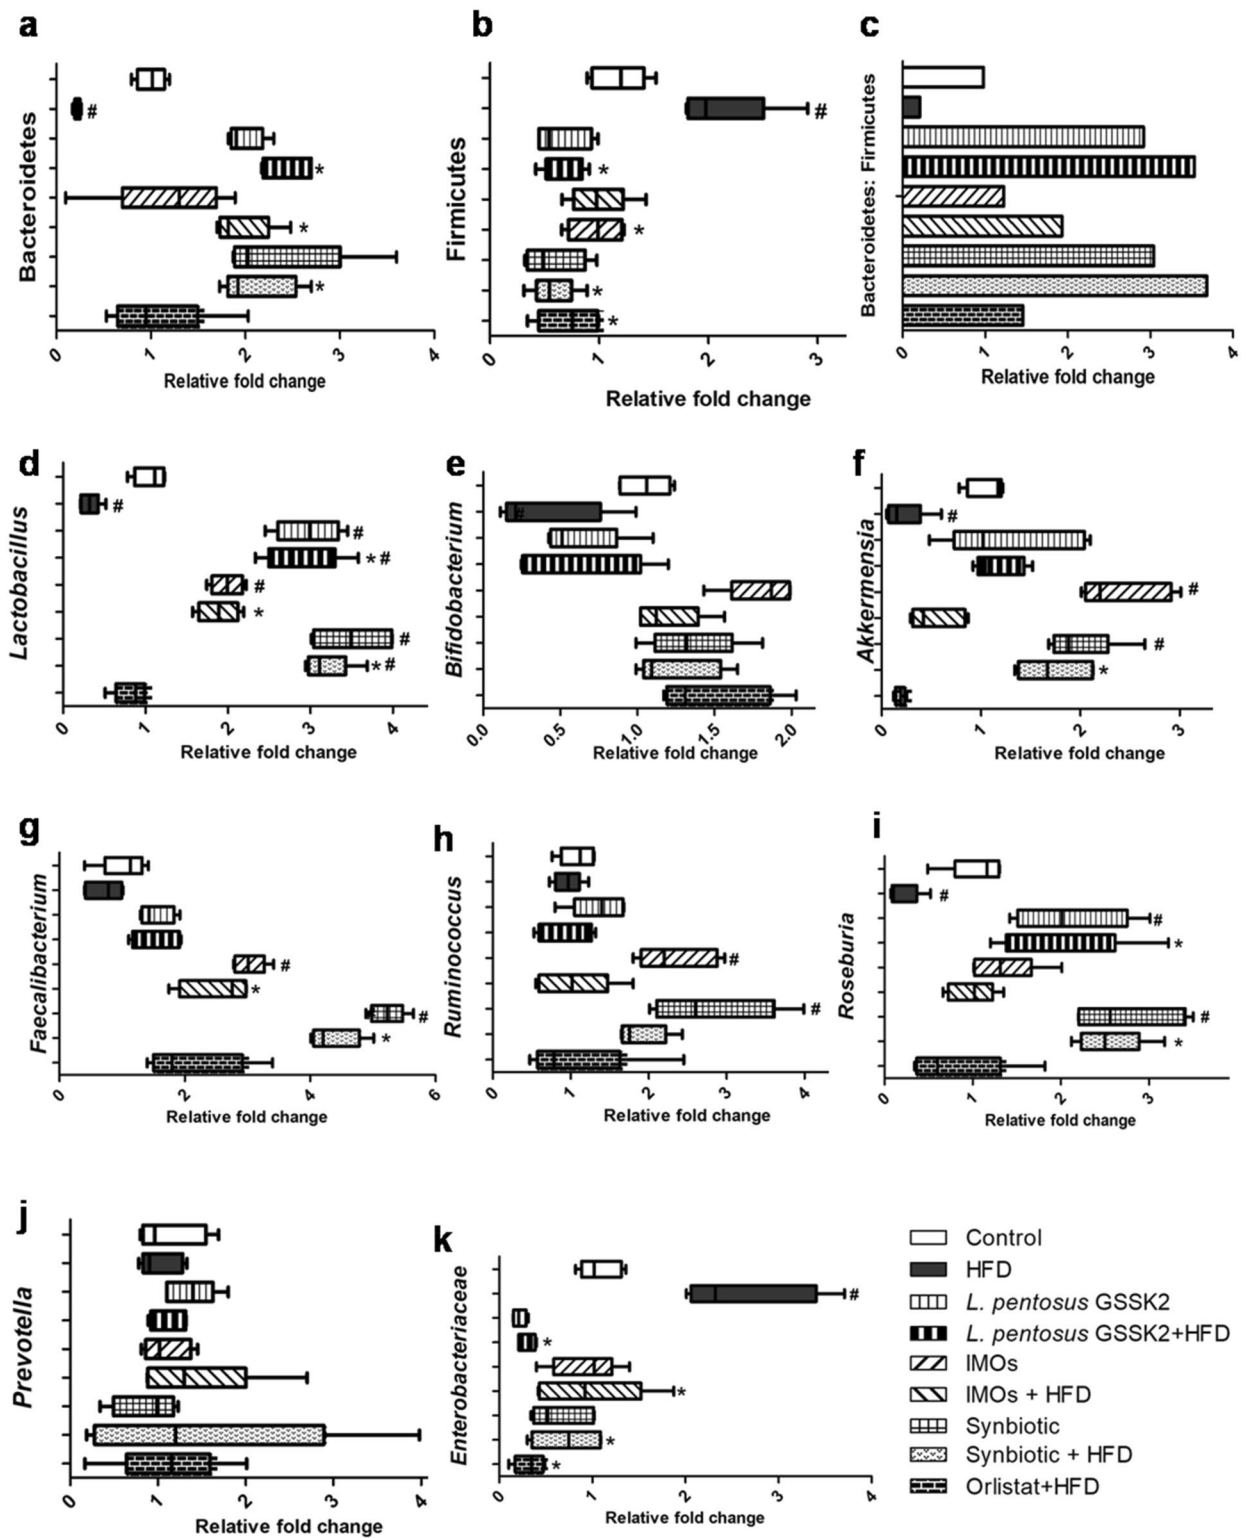 a
Bacteroidetes
#
*
*
*
0 1 2 3 4
Relative fold change
b
Firmicutes
#
*
*
*
*
0 1 2 3
Relative fold change
c
Bacteroidetes: Firmicutes
0 1 2 3 4
Relative fold change
d
Lactobacillus
#
#
*#
#
*
#
*#
0 1 2 3 4
Relative fold change
e
Bifidobacterium
#
0.0 0.5 1.0 1.5 2.0
Relative fold change
f
Akkermensia
#
#
#
*
0 1 2 3
Relative fold change
g
Faecalibacterium
#
*
#
*
0 2 4 6
Relative fold change
h
Ruminococcus
#
#
0 1 2 3 4
Relative fold change
i
Roseburia
#
#
*
#
*
0 1 2 3
Relative fold change
j
Prevotella
0 1 2 3 4
Relative fold change
k
Enterobacteriaceae
#
*
*
*
*
0 1 2 3 4
Relative fold change
Control
HFD
L. pentosus GSSK2
L. pentosus GSSK2+HFD
IMOs
IMOs + HFD
Synbiotic
Synbiotic + HFD
Orlistat+HFD